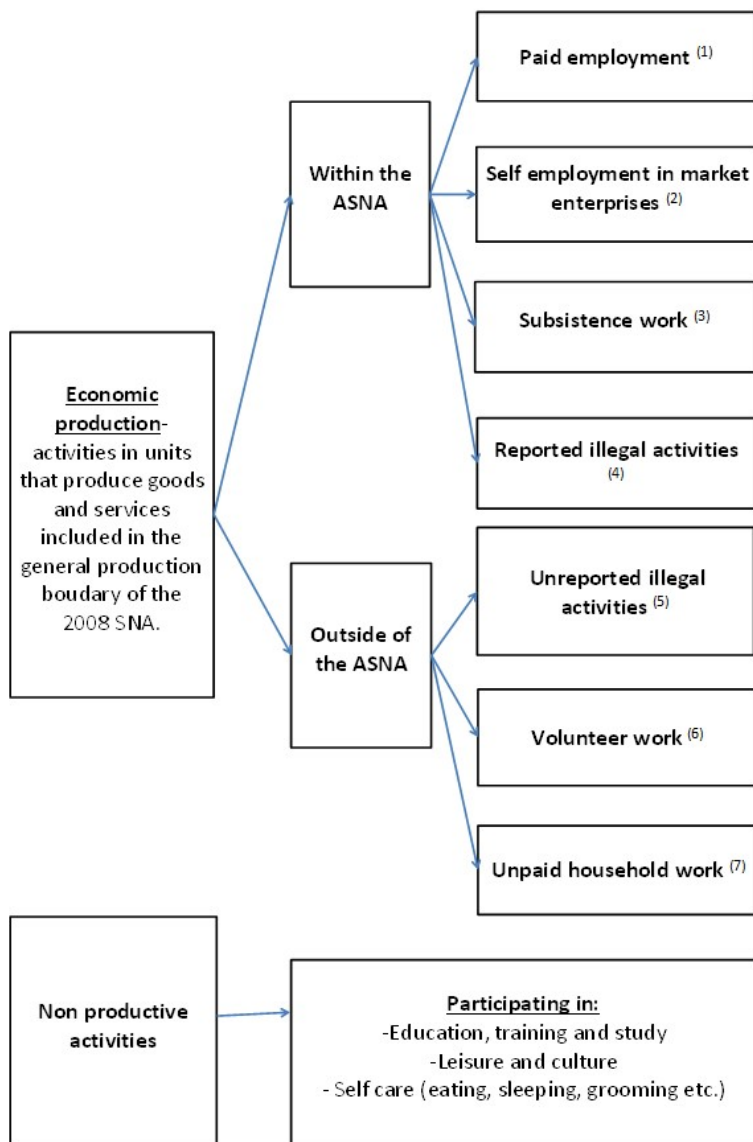 Paid employment (1)
Within the
ASNA
Self employment in market
enterprises (2)
Subsistence work (3)
Economic
production-
activities in units
that produce goods
and services
included in the
general production
boudary of the
2008 SNA.
Reported illegal activities
(4)
Outside of
the ASNA
Unreported illegal
activities (5)
Volunteer work (6)
Unpaid household work (7)
Non productive
activities
Participating in:
-Education, training and study
-Leisure and culture
- Self care (eating, sleeping, grooming etc.)